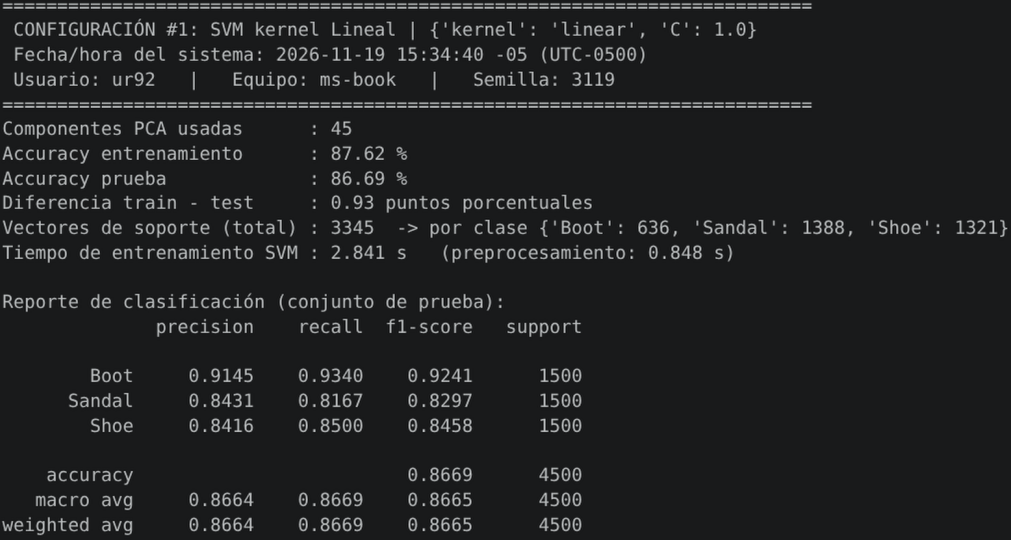 ==========================================================================
CONFIGURACIÓN #1: SVM kernel Lineal | {'kernel': 'linear', 'C': 1.0}
Fecha/hora del sistema: 2026-11-19 15:34:40 -05 (UTC-0500)
Usuario: ur92   |   Equipo: ms-book   |   Semilla: 3119
==========================================================================
Componentes PCA usadas      : 45
Accuracy entrenamiento      : 87.62 %
Accuracy prueba             : 86.69 %
Diferencia train - test     : 0.93 puntos porcentuales
Vectores de soporte (total) : 3345  -> por clase {'Boot': 636, 'Sandal': 1388, 'Shoe': 1321}
Tiempo de entrenamiento SVM : 2.841 s   (preprocesamiento: 0.848 s)
Reporte de clasificación (conjunto de prueba):
              precision    recall  f1-score   support
        Boot     0.9145    0.9340    0.9241      1500
      Sandal     0.8431    0.8167    0.8297      1500
        Shoe     0.8416    0.8500    0.8458      1500
    accuracy                         0.8669      4500
   macro avg     0.8664    0.8669    0.8665      4500
weighted avg     0.8664    0.8669    0.8665      4500